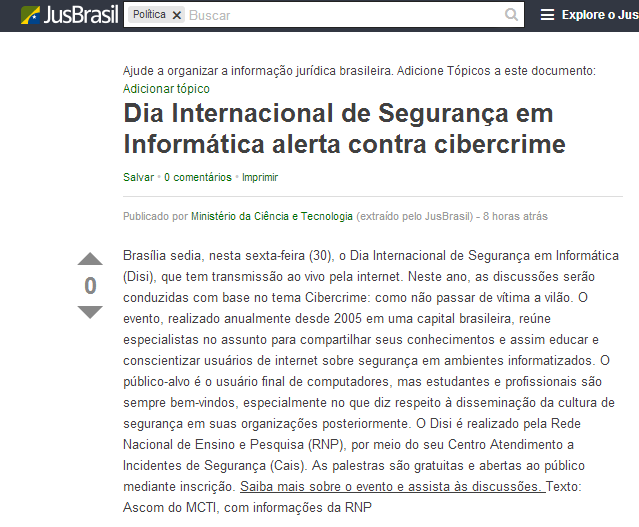 JusBrasil Política × Buscar Explore o Jus
Ajude a organizar a informação jurídica brasileira. Adicione Tópicos a este documento:
Adicionar tópico
Dia Internacional de Segurança em
Informática alerta contra cibercrime
Salvar • 0 comentários • Imprimir
Publicado por Ministério da Ciência e Tecnologia (extraído pelo JusBrasil) - 8 horas atrás
0
Brasília sedia, nesta sexta-feira (30), o Dia Internacional de Segurança em Informática
(Disi), que tem transmissão ao vivo pela internet. Neste ano, as discussões serão
conduzidas com base no tema Cibercrime: como não passar de vítima a vilão. O
evento, realizado anualmente desde 2005 em uma capital brasileira, reúne
especialistas no assunto para compartilhar seus conhecimentos e assim educar e
conscientizar usuários de internet sobre segurança em ambientes informatizados. O
público-alvo é o usuário final de computadores, mas estudantes e profissionais são
sempre bem-vindos, especialmente no que diz respeito à disseminação da cultura de
segurança em suas organizações posteriormente. O Disi é realizado pela Rede
Nacional de Ensino e Pesquisa (RNP), por meio do seu Centro Atendimento a
Incidentes de Segurança (Cais). As palestras são gratuitas e abertas ao público
mediante inscrição. Saiba mais sobre o evento e assista às discussões. Texto:
Ascom do MCTI, com informações da RNP